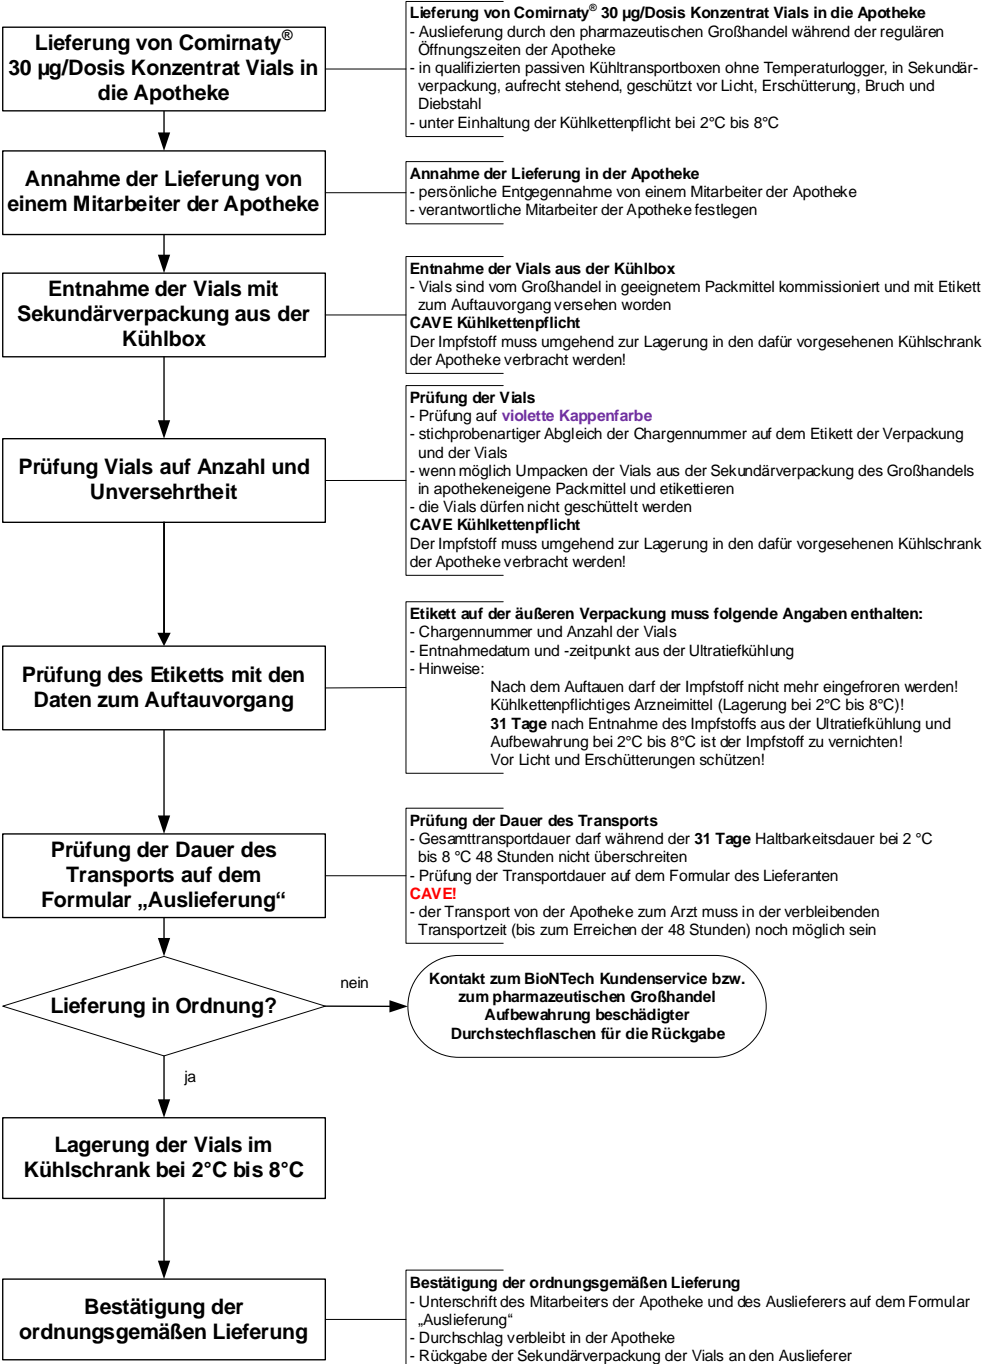 Lieferung von Comirnaty®
30 µg/Dosis Konzentrat Vials in
die Apotheke
Lieferung von Comirnaty® 30 µg/Dosis Konzentrat Vials in die Apotheke
- Auslieferung durch den pharmazeutischen Großhandel während der regulären
Öffnungszeiten der Apotheke
- in qualifizierten passiven Kühltransportboxen ohne Temperaturlogger, in Sekundär-
verpackung, aufrecht stehend, geschützt vor Licht, Erschütterung, Bruch und
Diebstahl
- unter Einhaltung der Kühlkettenpflicht bei 2°C bis 8°C
Annahme der Lieferung von
einem Mitarbeiter der Apotheke
Annahme der Lieferung in der Apotheke
- persönliche Entgegennahme von einem Mitarbeiter der Apotheke
- verantwortliche Mitarbeiter der Apotheke festlegen
Entnahme der Vials mit
Sekundärverpackung aus der
Kühlbox
Entnahme der Vials aus der Kühlbox
- Vials sind vom Großhandel in geeignetem Packmittel kommissioniert und mit Etikett
zum Auftauvorgang versehen worden
CAVE Kühlkettenpflicht
Der Impfstoff muss umgehend zur Lagerung in den dafür vorgesehenen Kühlschrank
der Apotheke verbracht werden!
Prüfung Vials auf Anzahl und
Unversehrtheit
Prüfung der Vials
- Prüfung auf violette Kappenfarbe
- stichprobenartiger Abgleich der Chargennummer auf dem Etikett der Verpackung
und der Vials
- wenn möglich Umpacken der Vials aus der Sekundärverpackung des Großhandels
in apothekeneigene Packmittel und etikettieren
- die Vials dürfen nicht geschüttelt werden
CAVE Kühlkettenpflicht
Der Impfstoff muss umgehend zur Lagerung in den dafür vorgesehenen Kühlschrank
der Apotheke verbracht werden!
Prüfung des Etiketts mit den
Daten zum Auftauvorgang
Etikett auf der äußeren Verpackung muss folgende Angaben enthalten:
- Chargennummer und Anzahl der Vials
- Entnahmedatum und -zeitpunkt aus der Ultratiefkühlung
- Hinweise:
Nach dem Auftauen darf der Impfstoff nicht mehr eingefroren werden!
Kühlkettenpflichtiges Arzneimittel (Lagerung bei 2°C bis 8°C)!
31 Tage nach Entnahme des Impfstoffs aus der Ultratiefkühlung und
Aufbewahrung bei 2°C bis 8°C ist der Impfstoff zu vernichten!
Vor Licht und Erschütterungen schützen!
Prüfung der Dauer des
Transports auf dem
Formular „Auslieferung“
Prüfung der Dauer des Transports
- Gesamttransportdauer darf während der 31 Tage Haltbarkeitsdauer bei 2 °C
bis 8 °C 48 Stunden nicht überschreiten
- Prüfung der Transportdauer auf dem Formular des Lieferanten
CAVE!
- der Transport von der Apotheke zum Arzt muss in der verbleibenden
Transportzeit (bis zum Erreichen der 48 Stunden) noch möglich sein
Lieferung in Ordnung?
nein
Kontakt zum BioNTech Kundenservice bzw.
zum pharmazeutischen Großhandel
Aufbewahrung beschädigter
Durchstechflaschen für die Rückgabe
ja
Lagerung der Vials im
Kühlschrank bei 2°C bis 8°C
Bestätigung der
ordnungsgemäßen Lieferung
Bestätigung der ordnungsgemäßen Lieferung
- Unterschrift des Mitarbeiters der Apotheke und des Auslieferers auf dem Formular
„Auslieferung“
- Durchschlag verbleibt in der Apotheke
- Rückgabe der Sekundärverpackung der Vials an den Auslieferer